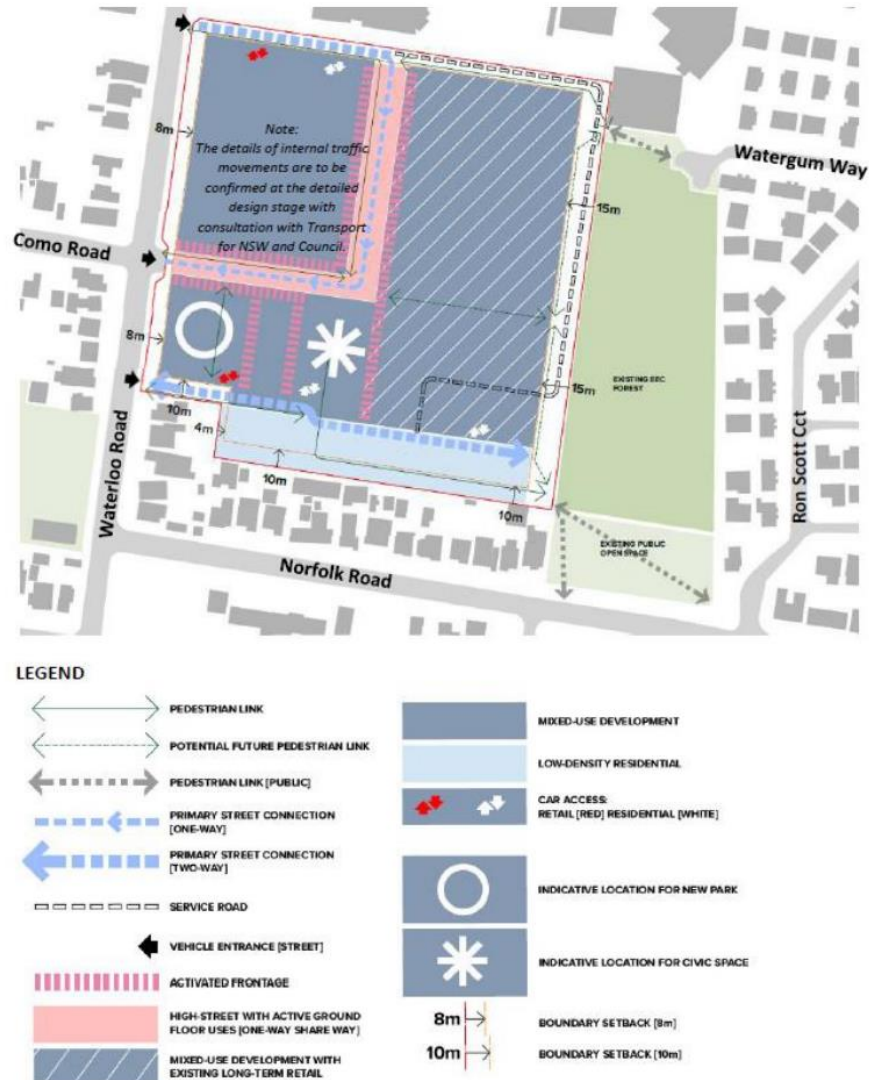 8m
Note:
The details of internal traffic
movements are to be
confirmed at the detailed
design stage with
consultation with Transport
for NSW and Council.
Watergum Way
15m
Como Road
8m
EXISTING EEC
FOREST
15m
10m
4m
10m
10m
Waterloo Road
Ron Scott Cct
EXISTING PUBLIC
OPEN SPACE
Norfolk Road
LEGEND
PEDESTRIAN LINK
POTENTIAL FUTURE PEDESTRIAN LINK
PEDESTRIAN LINK [PUBLIC]
PRIMARY STREET CONNECTION
[ONE-WAY]
PRIMARY STREET CONNECTION
[TWO-WAY]
SERVICE ROAD
VEHICLE ENTRANCE [STREET]
ACTIVATED FRONTAGE
HIGH-STREET WITH ACTIVE GROUND
FLOOR USES [ONE-WAY SHARE WAY]
MIXED-USE DEVELOPMENT WITH
EXISTING LONG-TERM RETAIL
MIXED-USE DEVELOPMENT
LOW-DENSITY RESIDENTIAL
CAR ACCESS:
RETAIL [RED] RESIDENTIAL [WHITE]
INDICATIVE LOCATION FOR NEW PARK
INDICATIVE LOCATION FOR CIVIC SPACE
8m
BOUNDARY SETBACK [8m]
10m
BOUNDARY SETBACK [10m]